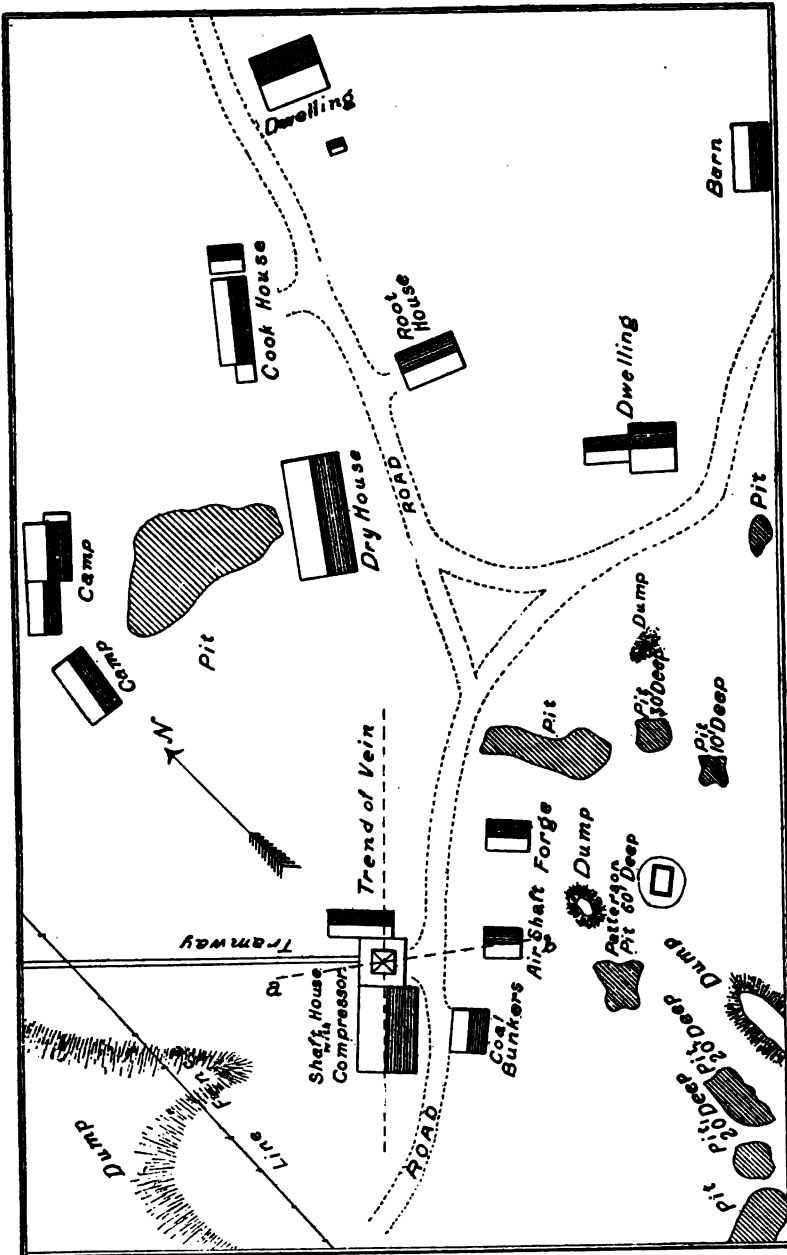 Dump
Line Fence
Tramway
Camp
Camp
N
Pit
Cook House
Dwelling
Shaft House
with
Compressor
Trend of Vein
Dry House
ROAD
ROAD
Root
House
Coal
Bunkers
Air Shaft
Forge
Pit
Dump
Patterson
Pit 60' Deep
Pit
30' Deep
Dump
Dwelling
Dump
Pit
10' Deep
Pit
Barn
Pit
Pit
20' Deep
Pit
20' Deep